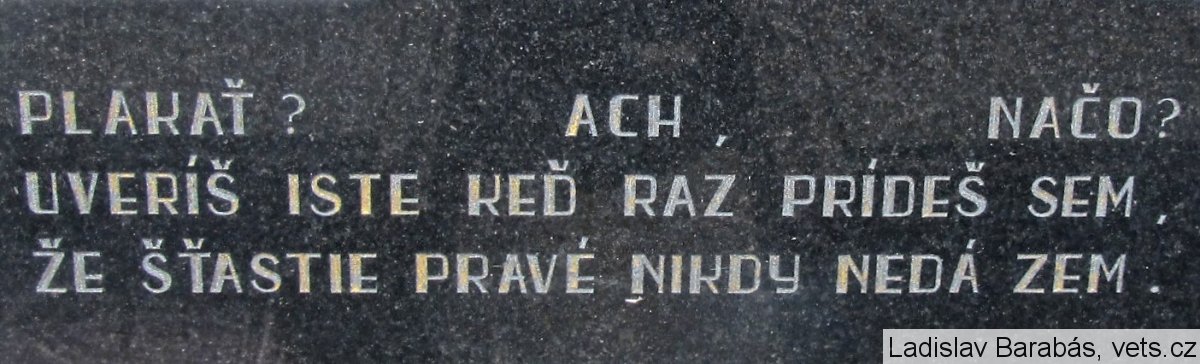 PLAKAŤ? ACH, NAČO?
UVERÍŠ ISTE KEĎ RAZ PRÍDEŠ SEM,
ŽE ŠŤASTIE PRAVÉ NIKDY NEDÁ ZEM.
Ladislav Barabás, vets.cz